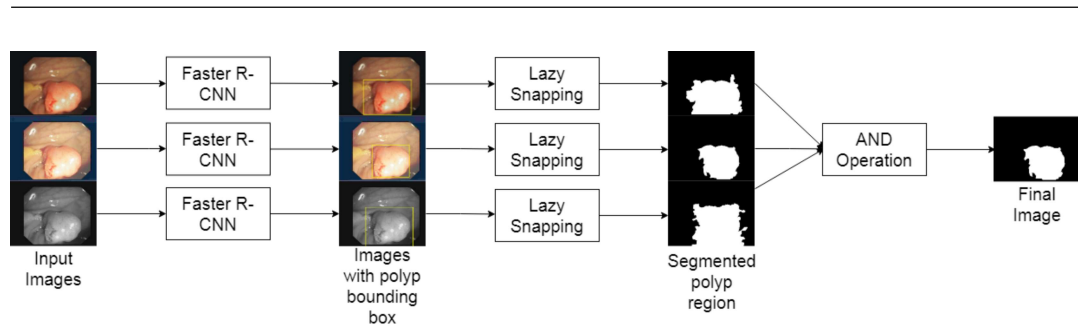 Faster R-
CNN
Lazy
Snapping
Faster R-
CNN
Lazy
Snapping
AND
Operation
Faster R-
CNN
Lazy
Snapping
Input
Images
Images
with polyp
bounding
box
Segmented
polyp
region
Final
Image